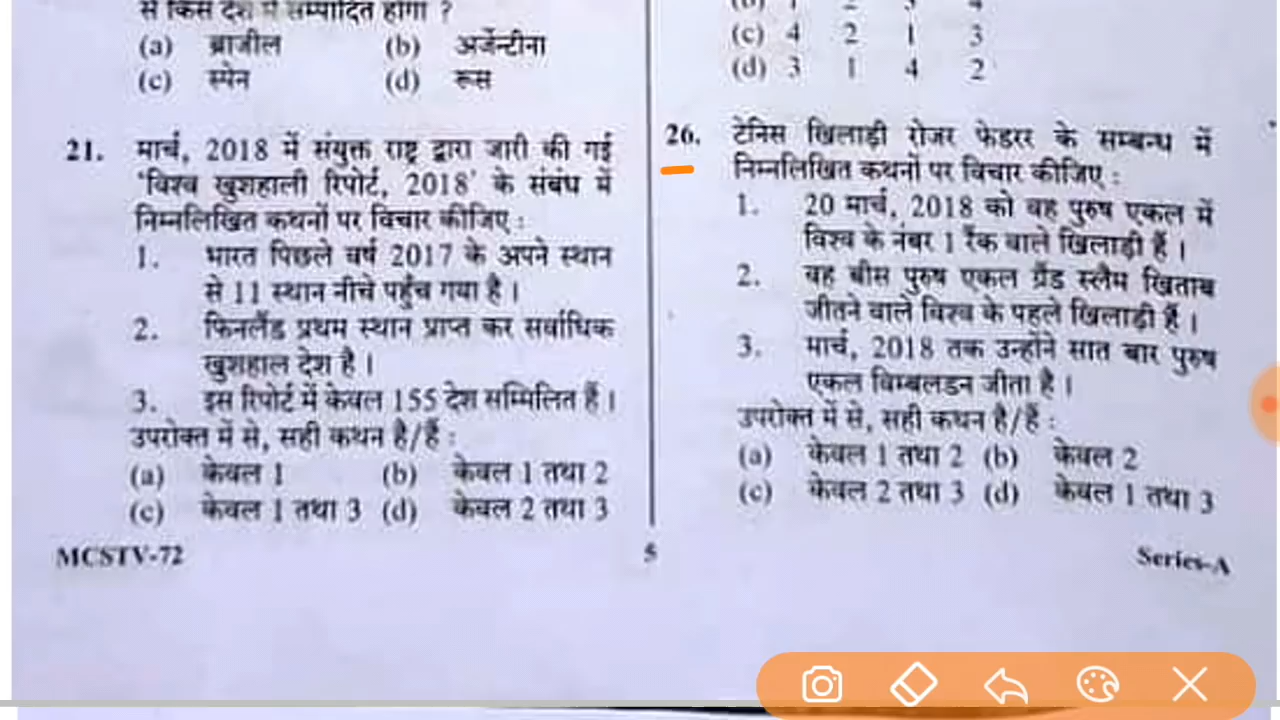 से किस देश में सम्पादित होगा ?
(a) ब्राजील (b) अर्जेन्टीना
(c) स्पेन (d) रूस
21. मार्च, 2018 में संयुक्त राष्ट्र द्वारा जारी की गई
'विश्व खुशहाली रिपोर्ट, 2018' के संबंध में
निम्नलिखित कथनों पर विचार कीजिए :
1. भारत पिछले वर्ष 2017 के अपने स्थान
से 11 स्थान नीचे पहुँच गया है ।
2. फिनलैंड प्रथम स्थान प्राप्त कर सर्वाधिक
खुशहाल देश है ।
3. इस रिपोर्ट में केवल 155 देश सम्मिलित हैं ।
उपरोक्त में से, सही कथन है/हैं :
(a) केवल 1 (b) केवल 1 तथा 2
(c) केवल 1 तथा 3 (d) केवल 2 तथा 3
MCSTV-72
5
(c) 4 2 1 3
(d) 3 1 4 2
26. टेनिस खिलाड़ी रोजर फेडरर के सम्बन्ध में
निम्नलिखित कथनों पर विचार कीजिए :
1. 20 मार्च, 2018 को वह पुरुष एकल में
विश्व के नंबर 1 रैंक वाले खिलाड़ी हैं ।
2. वह बीस पुरुष एकल ग्रैंड स्लैम खिताब
जीतने वाले विश्व के पहले खिलाड़ी हैं ।
3. मार्च, 2018 तक उन्होंने सात बार पुरुष
एकल विम्बलडन जीता है ।
उपरोक्त में से, सही कथन है/हैं :
(a) केवल 1 तथा 2 (b) केवल 2
(c) केवल 2 तथा 3 (d) केवल 1 तथा 3
Series-A